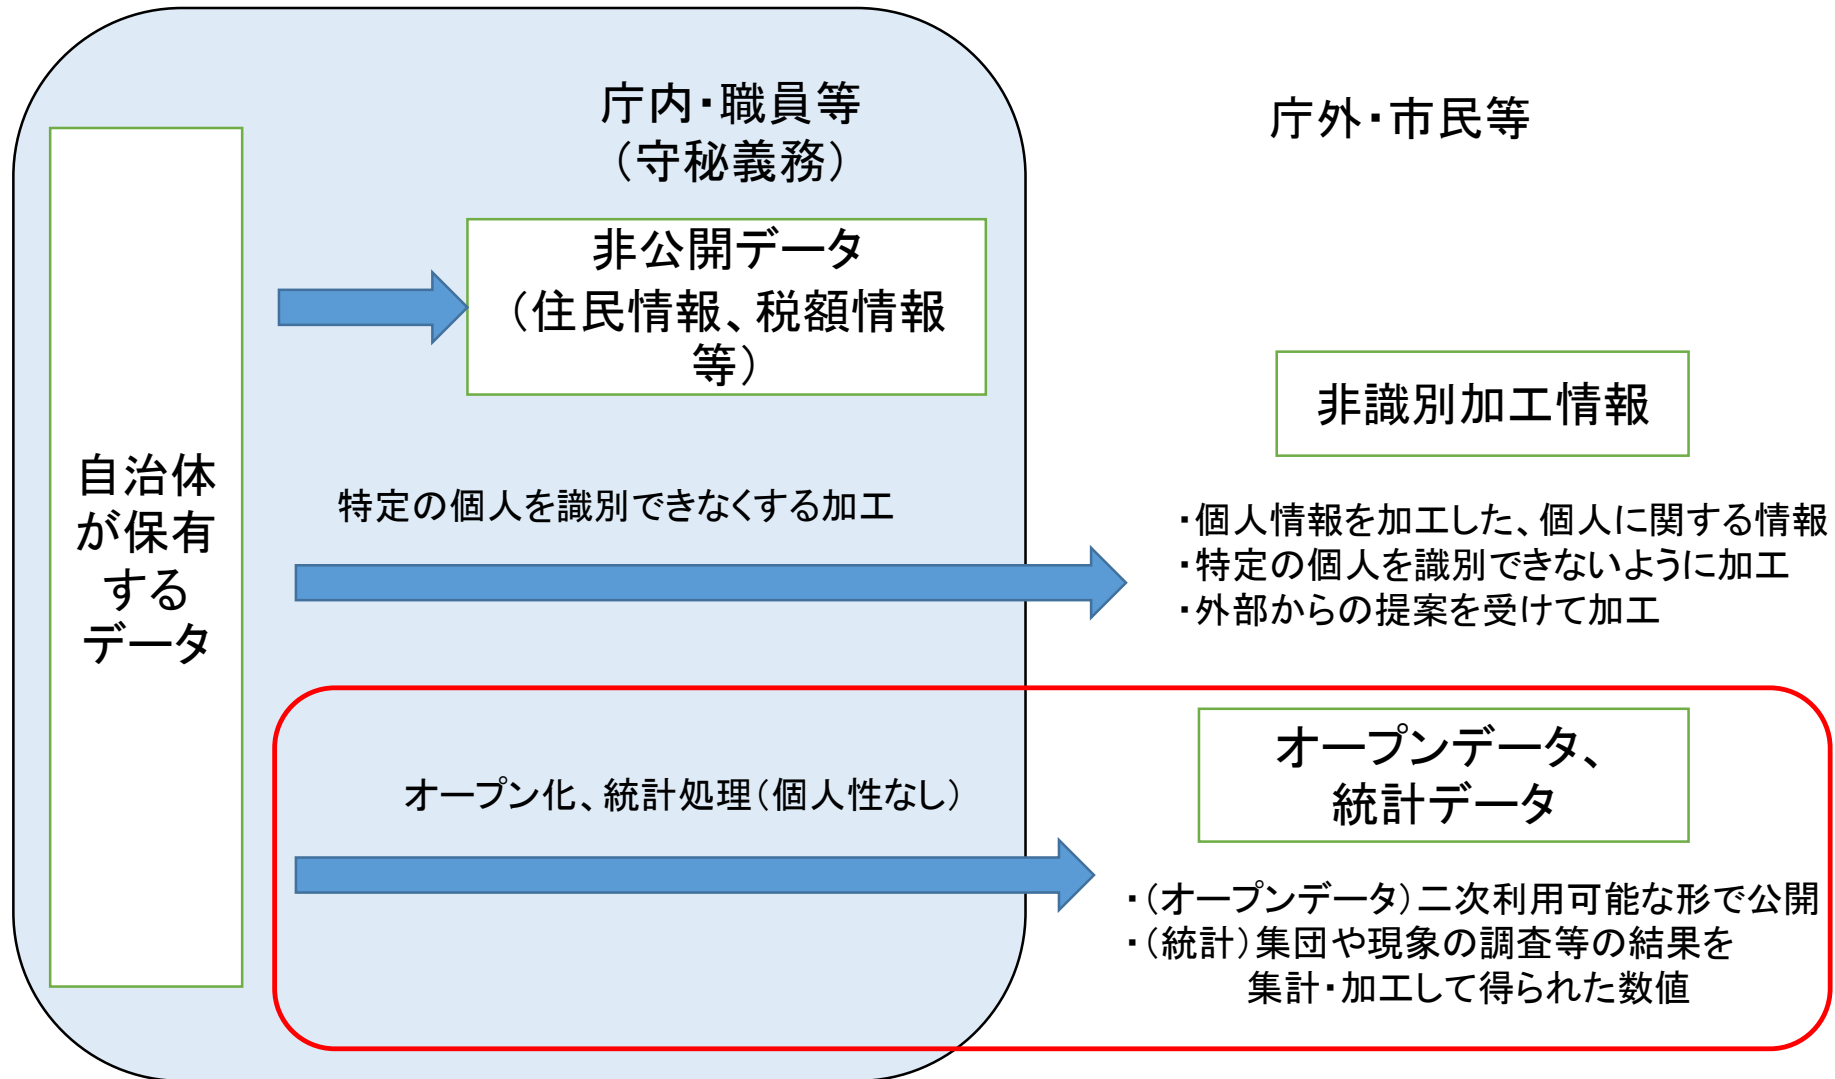 庁内・職員等
（守秘義務）
庁外・市民等
自治体
が保有
する
データ
非公開データ
（住民情報、税額情報
等）
非識別加工情報
特定の個人を識別できなくする加工
・個人情報を加工した、個人に関する情報
・特定の個人を識別できないように加工
・外部からの提案を受けて加工
オープン化、統計処理（個人性なし）
オープンデータ、
統計データ
・（オープンデータ）二次利用可能な形で公開
・（統計）集団や現象の調査等の結果を
集計・加工して得られた数値